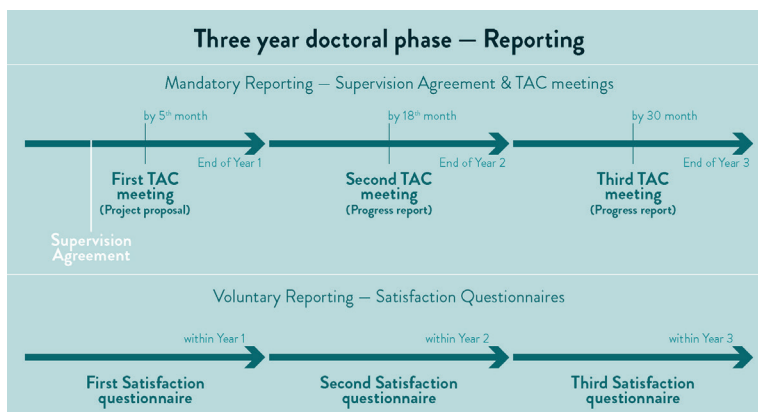 Three year doctoral phase — Reporting
Mandatory Reporting — Supervision Agreement & TAC meetings
by 5th month
by 18th month
by 30 month
End of Year 1
End of Year 2
End of Year 3
First TAC
meeting
(Project proposal)
Second TAC
meeting
(Progress report)
Third TAC
meeting
(Progress report)
Supervision
Agreement
Voluntary Reporting — Satisfaction Questionnaires
within Year 1
within Year 2
within Year 3
First Satisfaction
questionnaire
Second Satisfaction
questionnaire
Third Satisfaction
questionnaire